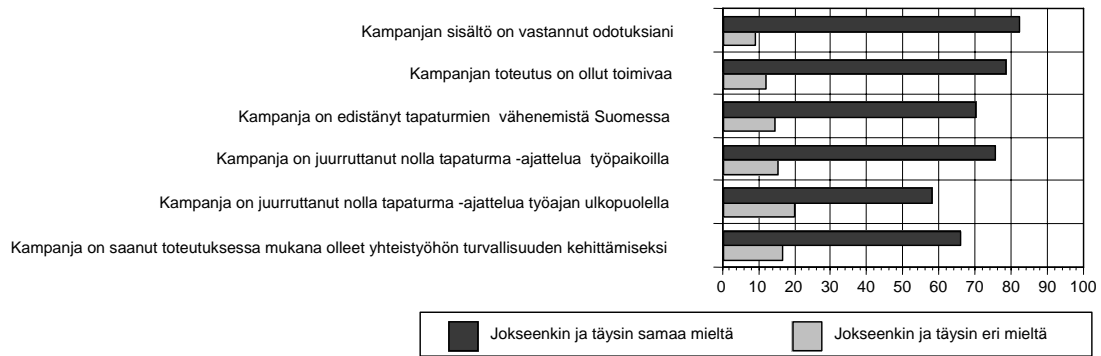 Kampanjan sisältö on vastannut odotuksiani
Kampanjan toteutus on ollut toimivaa
Kampanja on edistänyt tapaturmien vähenemistä Suomessa
Kampanja on juurruttanut nolla tapaturma -ajattelua työpaikoilla
Kampanja on juurruttanut nolla tapaturma -ajattelua työajan ulkopuolella
Kampanja on saanut toteutuksessa mukana olleet yhteistyöhön turvallisuuden kehittämiseksi
0 10 20 30 40 50 60 70 80 90 100
Jokseenkin ja täysin samaa mieltä Jokseenkin ja täysin eri mieltä